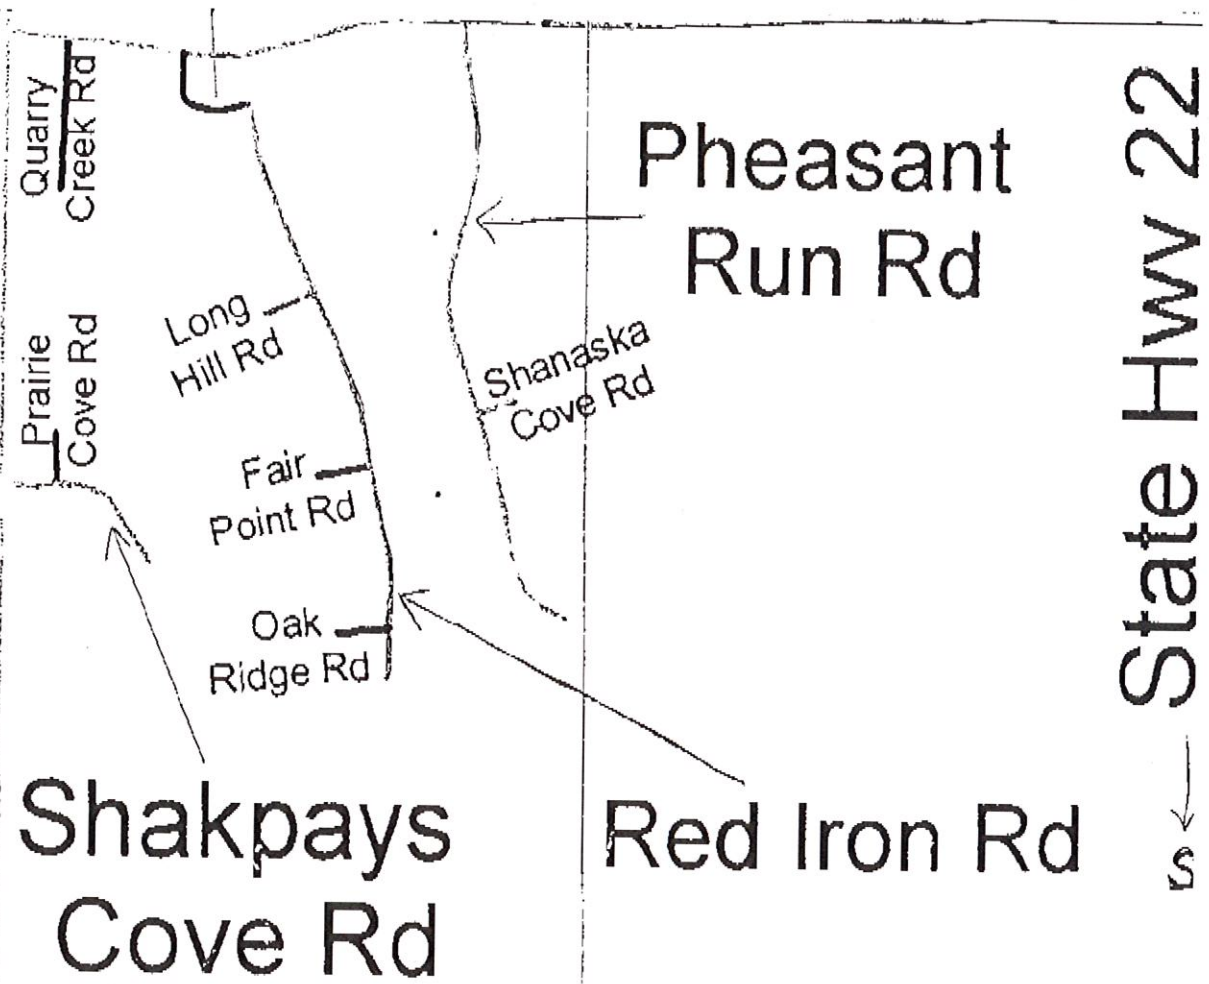 Quarry
Creek Rd
Pheasant
Run Rd
State Hwy 22
Long
Hill Rd
Prairie
Cove Rd
Shanaska
Cove Rd
Fair
Point Rd
Oak
Ridge Rd
Shakpays
Cove Rd
Red Iron Rd
S